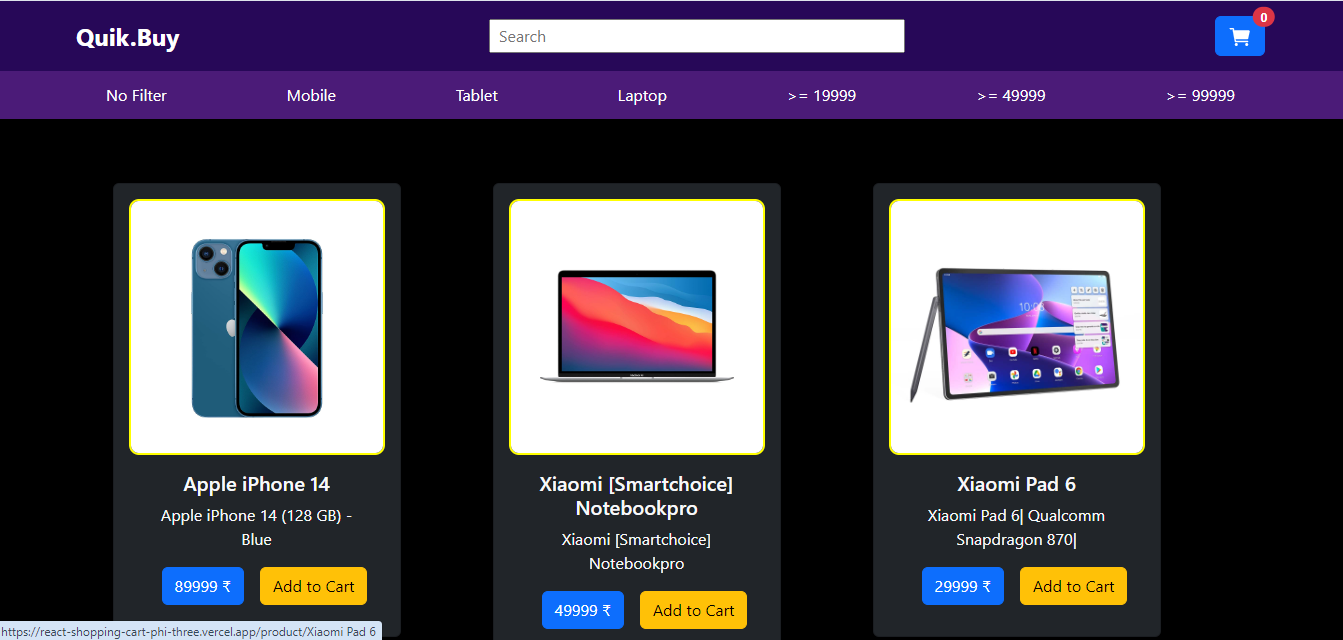 Quik.Buy
Search
0
No Filter Mobile Tablet Laptop >= 19999 >= 49999 >= 99999
Apple iPhone 14
Apple iPhone 14 (128 GB) -
Blue
89999 ₹ Add to Cart
Xiaomi [Smartchoice]
Notebookpro
Xiaomi [Smartchoice]
Notebookpro
49999 ₹ Add to Cart
Xiaomi Pad 6
Xiaomi Pad 6| Qualcomm
Snapdragon 870|
29999 ₹ Add to Cart
https://react-shopping-cart-phi-three.vercel.app/product/Xiaomi Pad 6